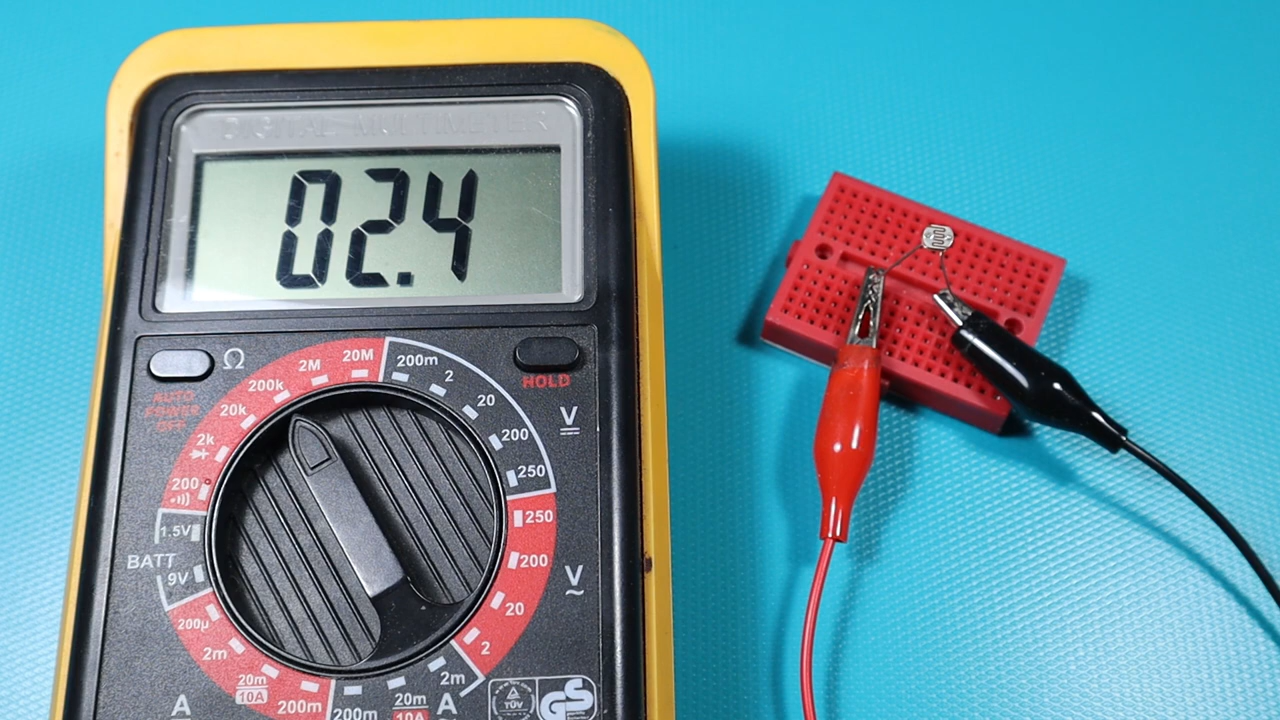 DIGITAL MULTIMETER
02.4
Ω
AUTO
POWER
OFF
HOLD
20M
2M
200k
20k
2k
200
200m
2
20
200
250
V
250
200
20
2
V
1.5V
BATT
9V
200µ
2m
20m
10A
200m
A
200m
20m
10A
2m
A
TÜV
GS